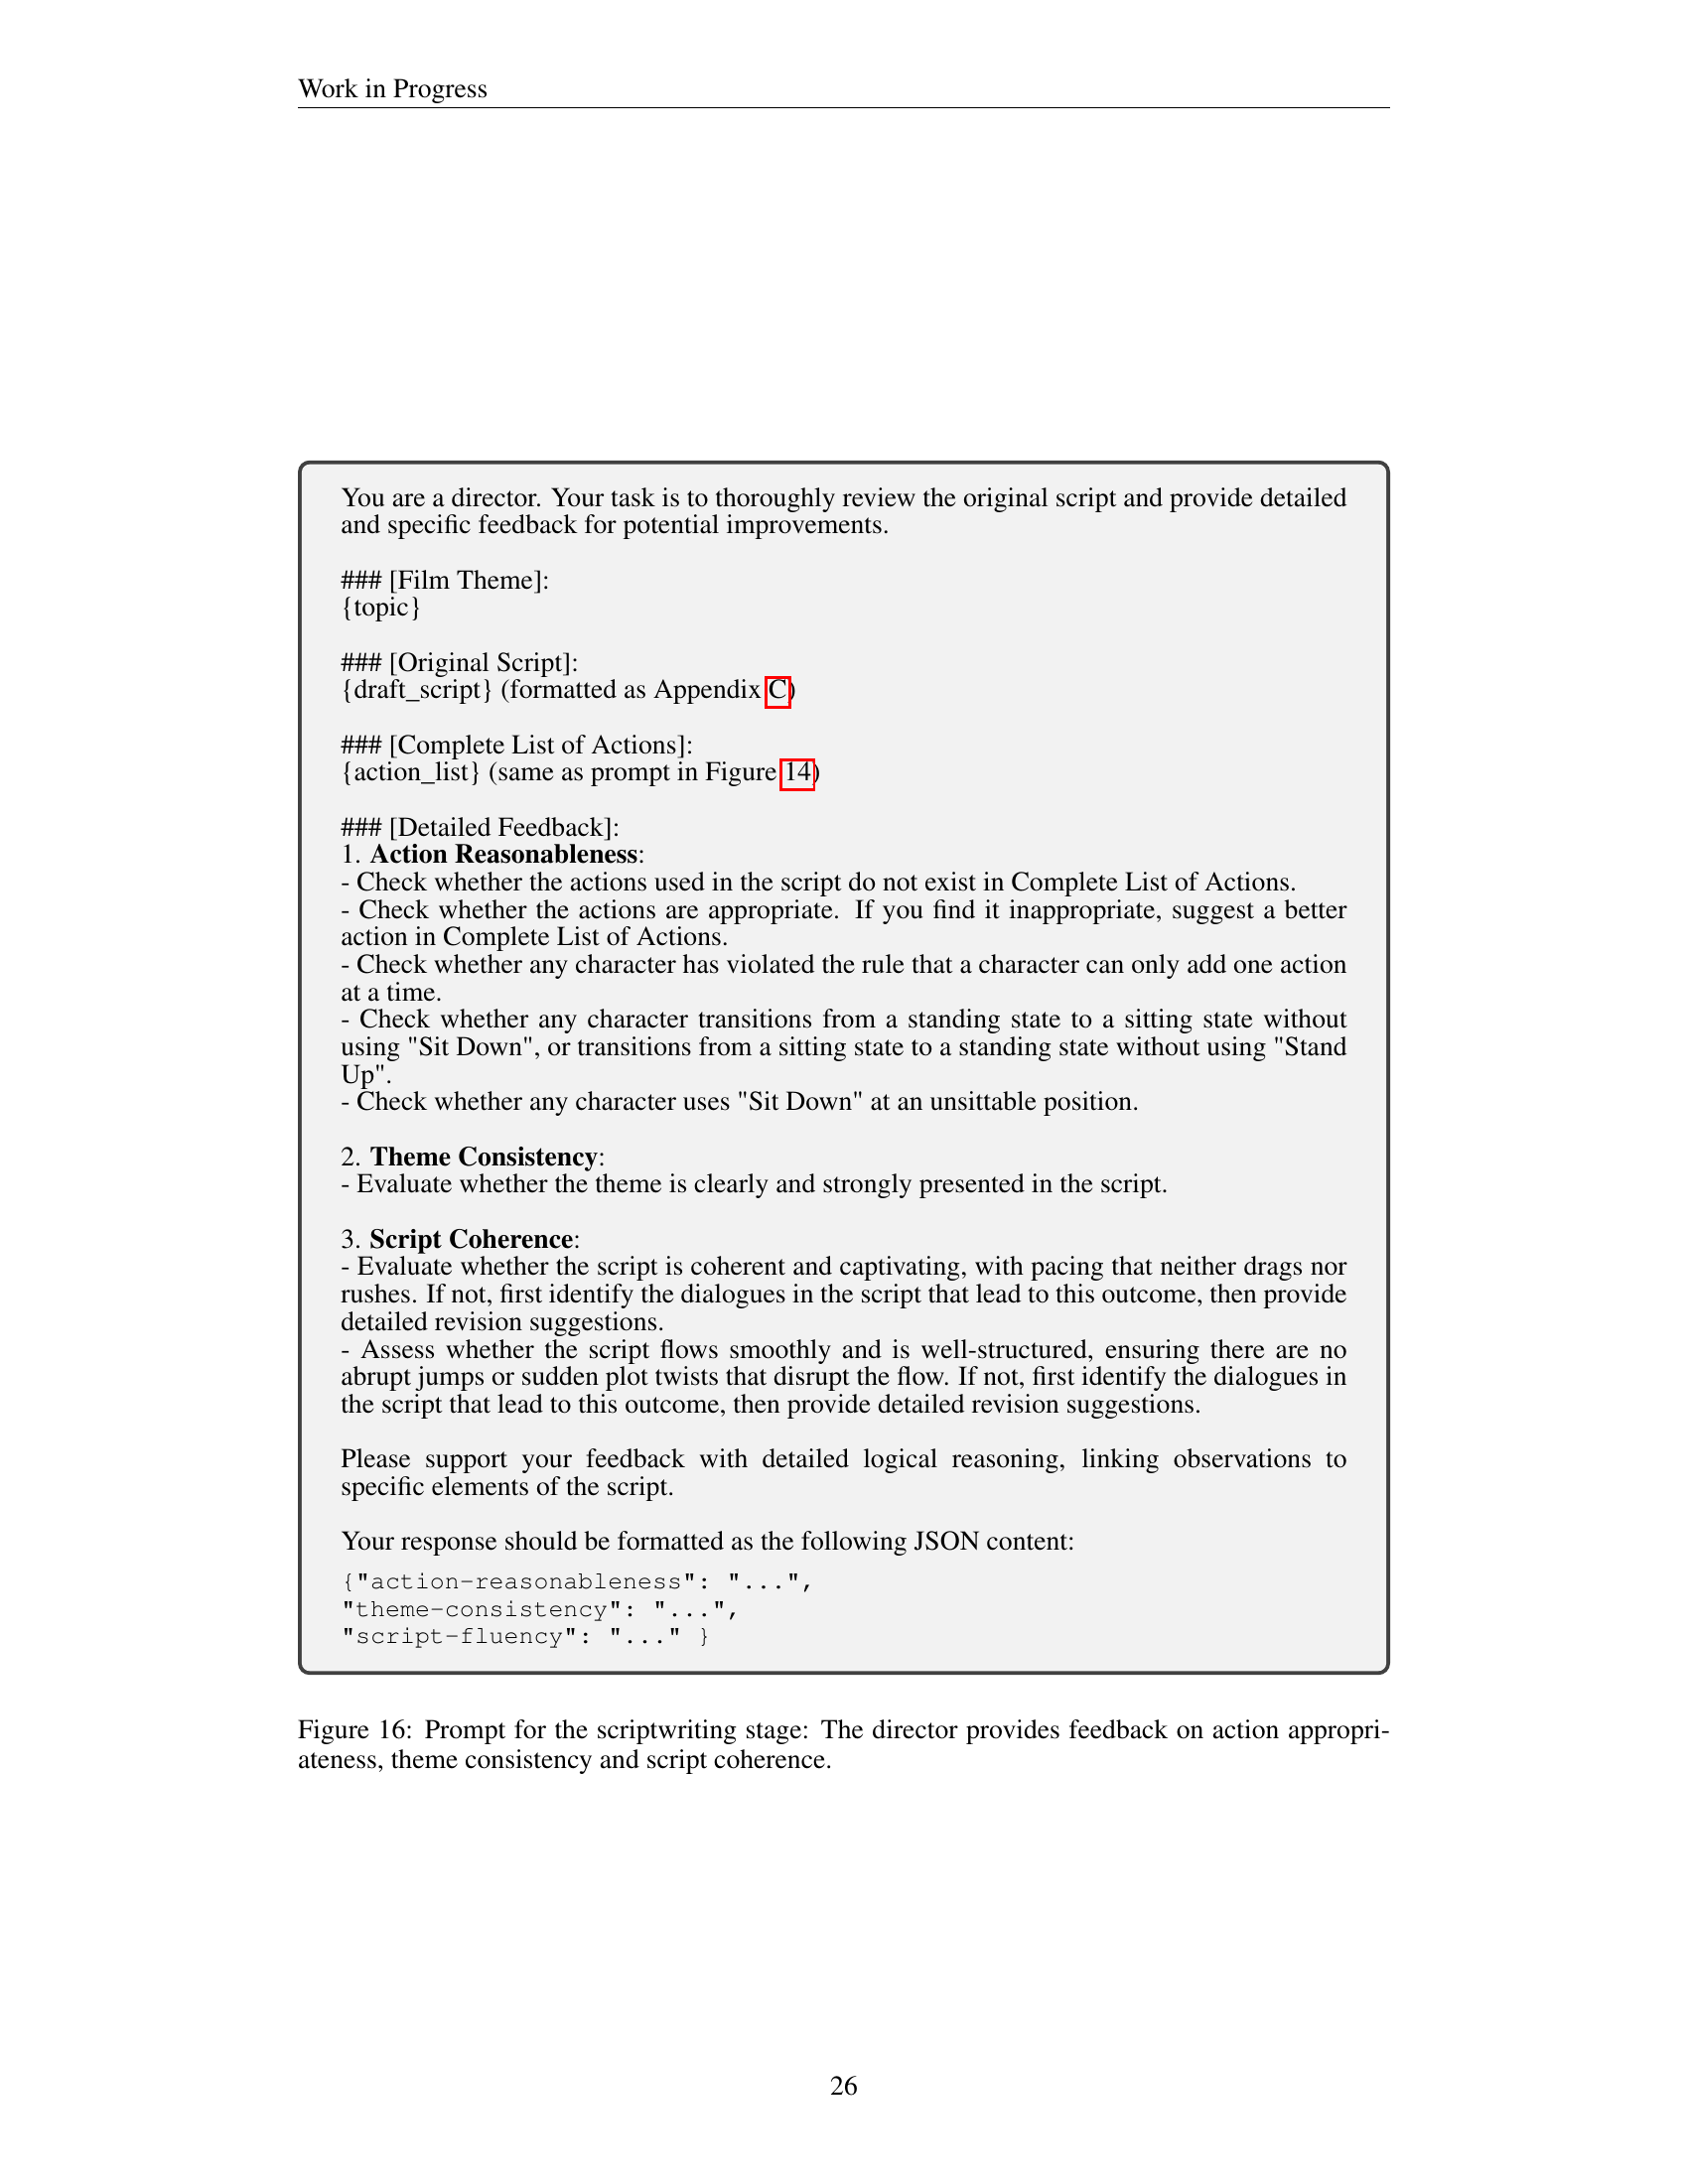 Work in Progress
You are a director. Your task is to thoroughly review the original script and provide detailed
and specific feedback for potential improvements.
### [Film Theme]:
{topic}
### [Original Script]:
{draft_script} (formatted as Appendix C)
### [Complete List of Actions]:
{action_list} (same as prompt in Figure 14)
### [Detailed Feedback]:
1. Action Reasonableness:
- Check whether the actions used in the script do not exist in Complete List of Actions.
- Check whether the actions are appropriate. If you find it inappropriate, suggest a better
action in Complete List of Actions.
- Check whether any character has violated the rule that a character can only add one action
at a time.
- Check whether any character transitions from a standing state to a sitting state without
using "Sit Down", or transitions from a sitting state to a standing state without using "Stand
Up".
- Check whether any character uses "Sit Down" at an unsittable position.
2. Theme Consistency:
- Evaluate whether the theme is clearly and strongly presented in the script.
3. Script Coherence:
- Evaluate whether the script is coherent and captivating, with pacing that neither drags nor
rushes. If not, first identify the dialogues in the script that lead to this outcome, then provide
detailed revision suggestions.
- Assess whether the script flows smoothly and is well-structured, ensuring there are no
abrupt jumps or sudden plot twists that disrupt the flow. If not, first identify the dialogues in
the script that lead to this outcome, then provide detailed revision suggestions.
Please support your feedback with detailed logical reasoning, linking observations to
specific elements of the script.
Your response should be formatted as the following JSON content:
{"action-reasonableness": "...",
"theme-consistency": "...",
"script-fluency": "..." }
Figure 16: Prompt for the scriptwriting stage: The director provides feedback on action appropri-
ateness, theme consistency and script coherence.
26